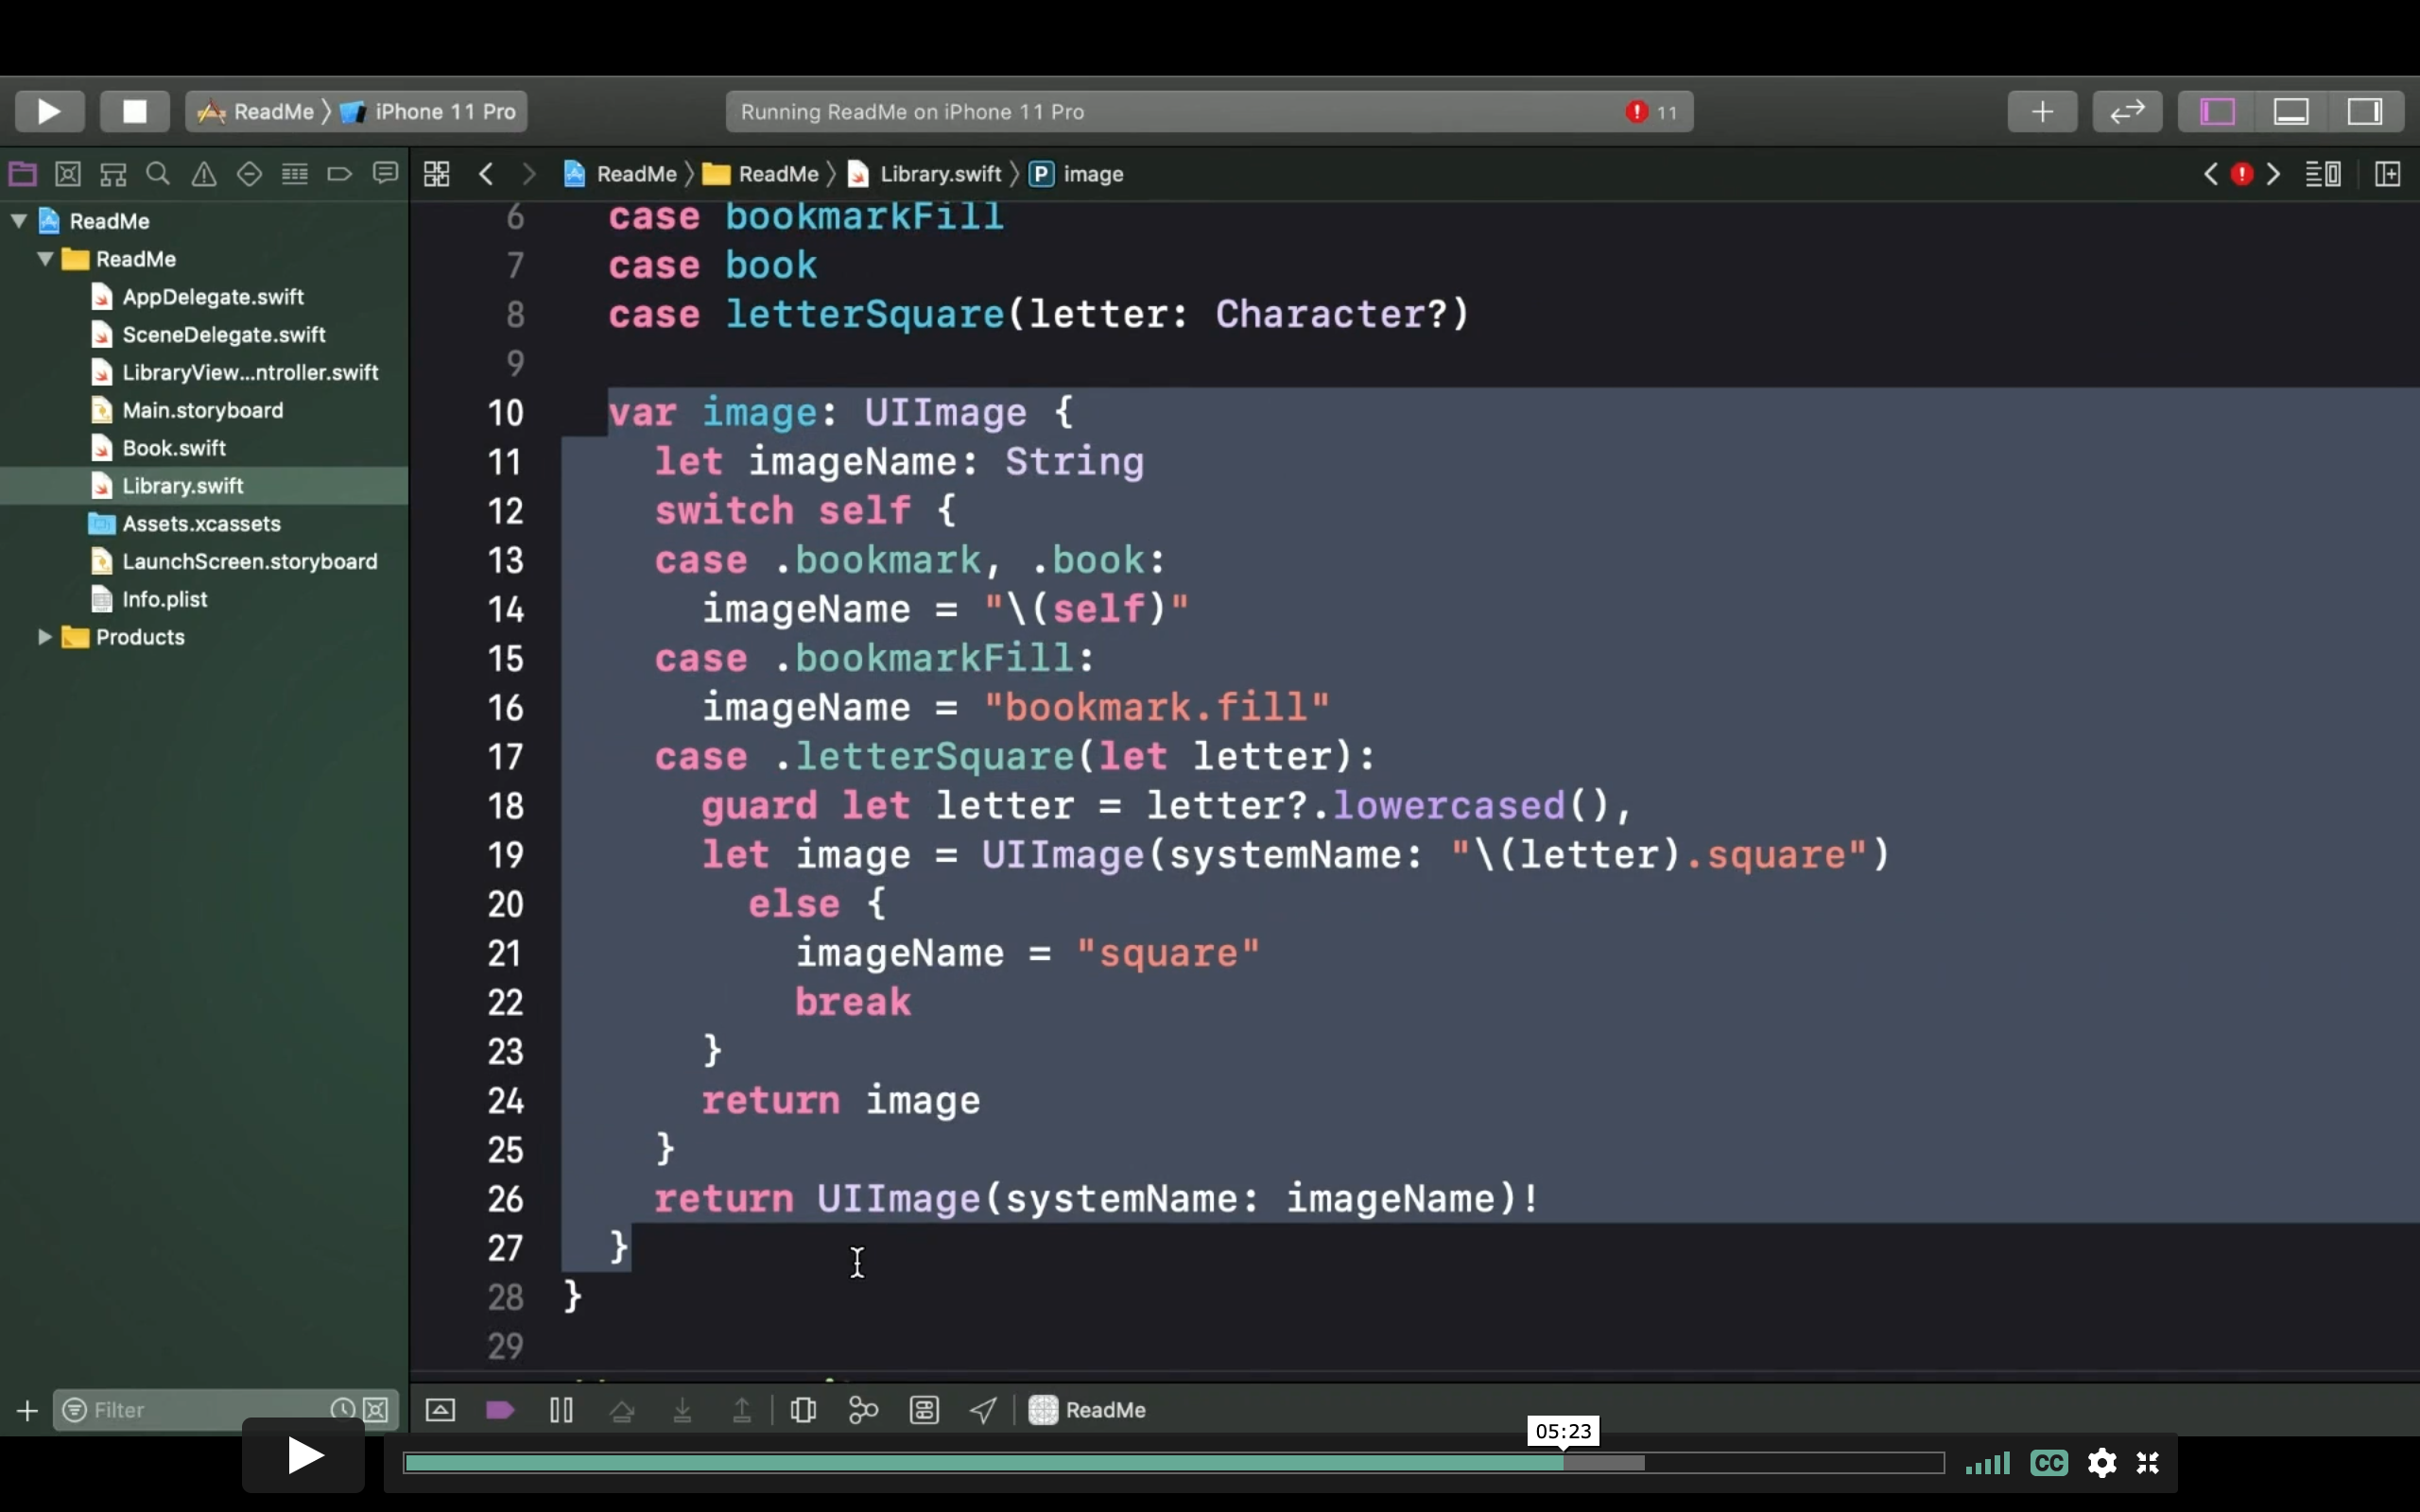 ReadMe 〉 iPhone 11 Pro
Running ReadMe on iPhone 11 Pro
11
ReadMe 〉 ReadMe 〉 Library.swift 〉 P image
ReadMe
ReadMe
AppDelegate.swift
SceneDelegate.swift
LibraryView...ntroller.swift
Main.storyboard
Book.swift
Library.swift
Assets.xcassets
LaunchScreen.storyboard
Info.plist
Products
Filter
6 case bookmarkFill
7 case book
8 case letterSquare(letter: Character?)
9
10 var image: UIImage {
11 let imageName: String
12 switch self {
13 case .bookmark, .book:
14 imageName = "\(self)"
15 case .bookmarkFill:
16 imageName = "bookmark.fill"
17 case .letterSquare(let letter):
18 guard let letter = letter?.lowercased(),
19 let image = UIImage(systemName: "\(letter).square")
20 else {
21 imageName = "square"
22 break
23 }
24 return image
25 }
26 return UIImage(systemName: imageName)!
27 }
28 }
29
ReadMe
05:23
CC